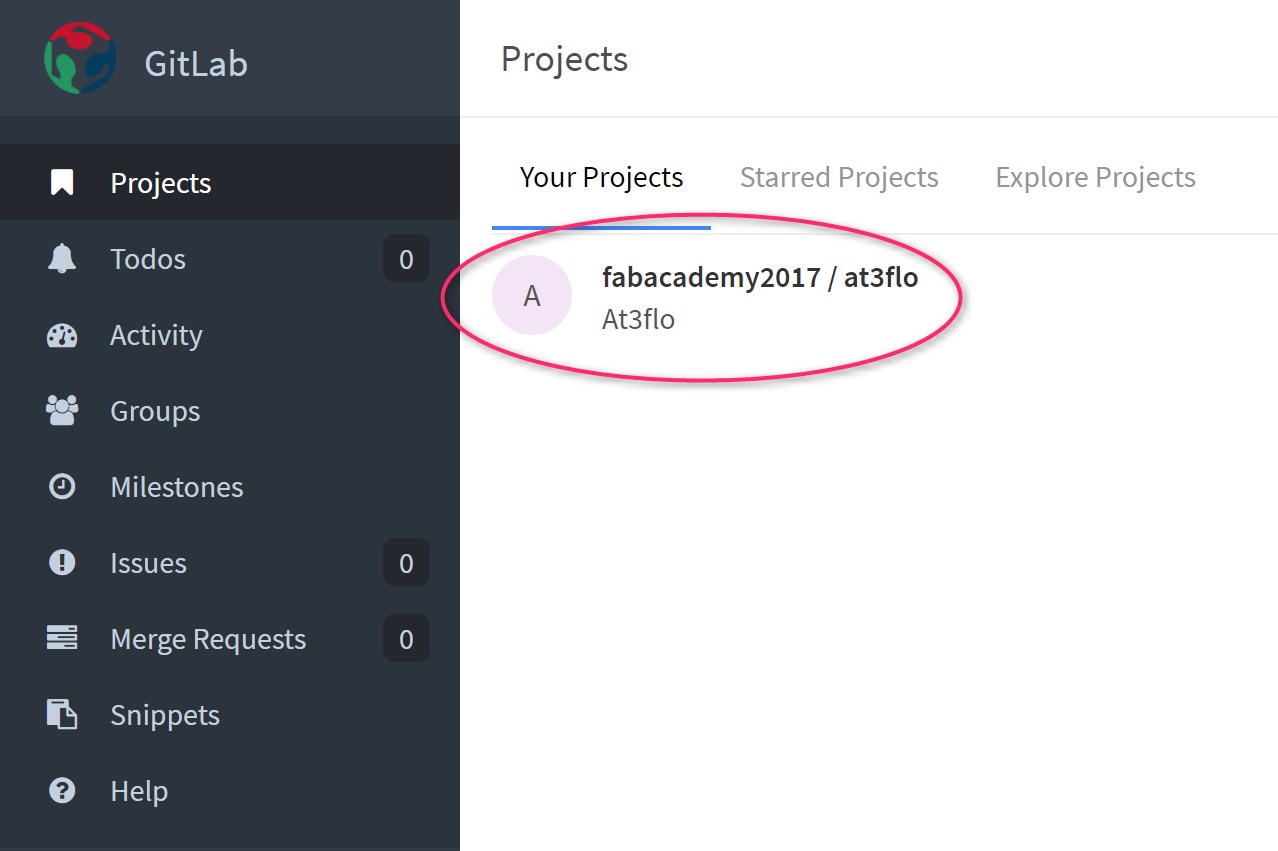 GitLab
Projects
Todos 0
Activity
Groups
Milestones
Issues 0
Merge Requests 0
Snippets
Help
Projects
Your Projects Starred Projects Explore Projects
A
fabacademy2017 / at3flo
At3flo